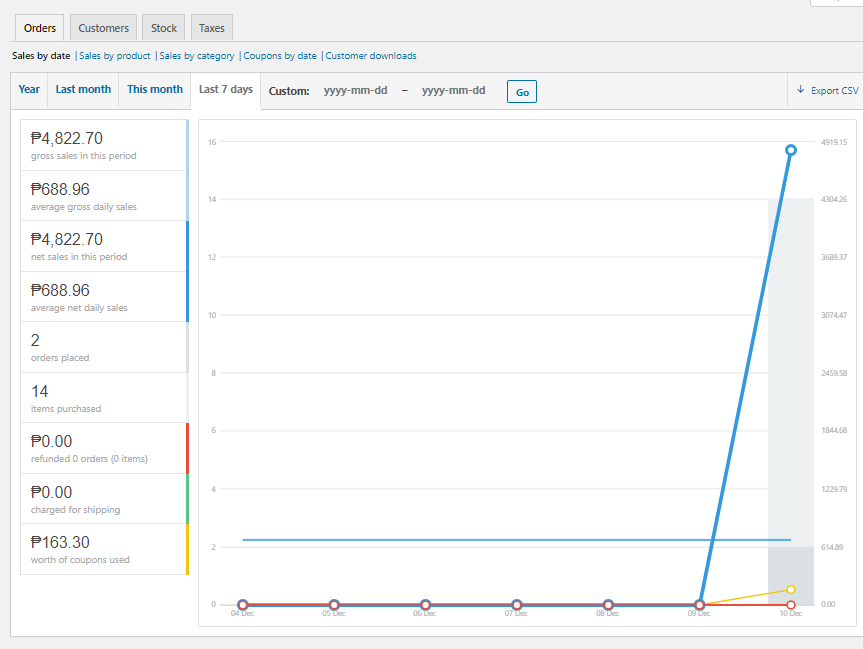 Orders Customers Stock Taxes
Sales by date | Sales by product | Sales by category | Coupons by date | Customer downloads
Year Last month This month Last 7 days Custom: yyyy-mm-dd – yyyy-mm-dd Go Export CSV
₱4,822.70
gross sales in this period
₱688.96
average gross daily sales
₱4,822.70
net sales in this period
₱688.96
average net daily sales
2
orders placed
14
items purchased
₱0.00
refunded 0 orders (0 items)
₱0.00
charged for shipping
₱163.30
worth of coupons used
16 4919.15
14 4304.26
12 3689.37
10 3074.47
8 2459.58
6 1844.68
4 1229.79
2 614.89
0 0.00
04 Dec 05 Dec 06 Dec 07 Dec 08 Dec 09 Dec 10 Dec